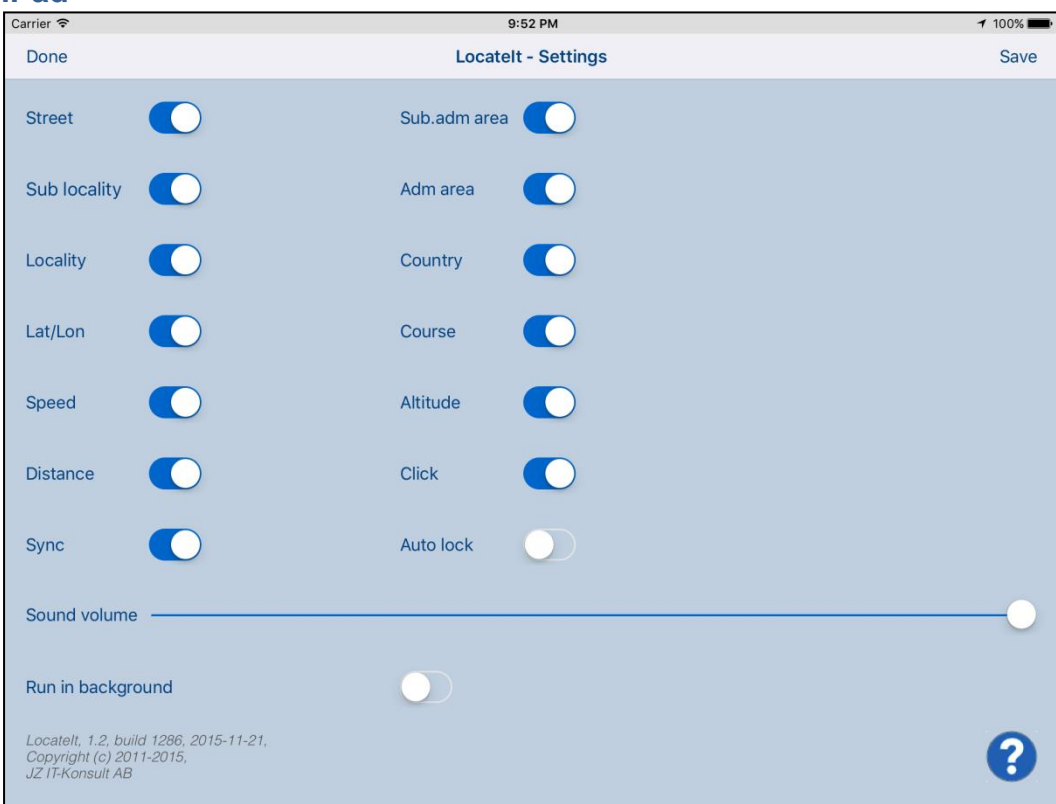 Carrier 9:52 PM 100%
Done LocateIt - Settings Save
Street Sub.adm area
Sub locality Adm area
Locality Country
Lat/Lon Course
Speed Altitude
Distance Click
Sync Auto lock
Sound volume
Run in background
LocateIt, 1.2, build 1286, 2015-11-21,
Copyright (c) 2011-2015,
JZ IT-Konsult AB
?